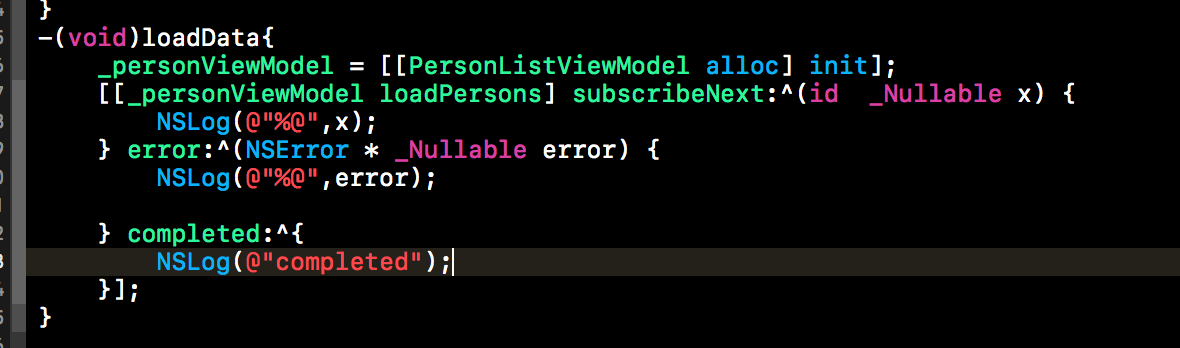 }
-(void)loadData{
    _personViewModel = [[PersonListViewModel alloc] init];
    [[_personViewModel loadPersons] subscribeNext:^(id  _Nullable x) {
        NSLog(@"%@",x);
    } error:^(NSError * _Nullable error) {
        NSLog(@"%@",error);
    } completed:^{
        NSLog(@"completed");
    }];
}